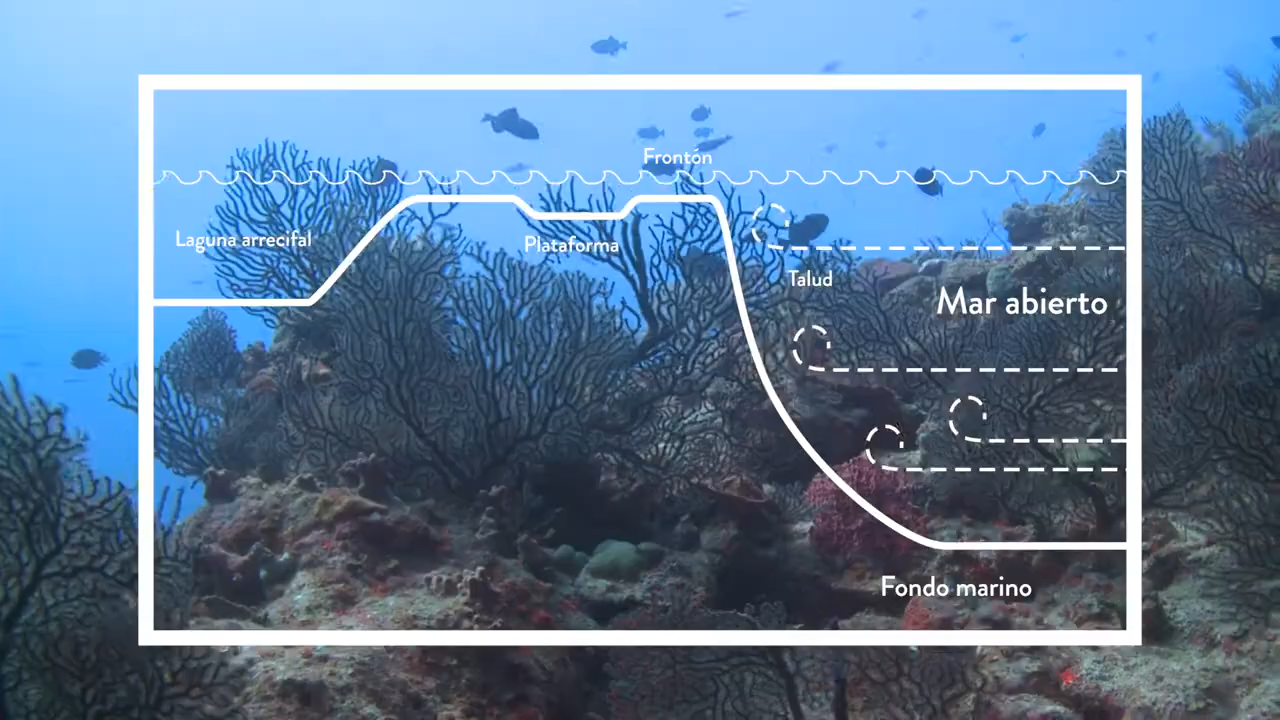 Frontón
Laguna arrecifal
Plataforma
Talud
Mar abierto
Fondo marino